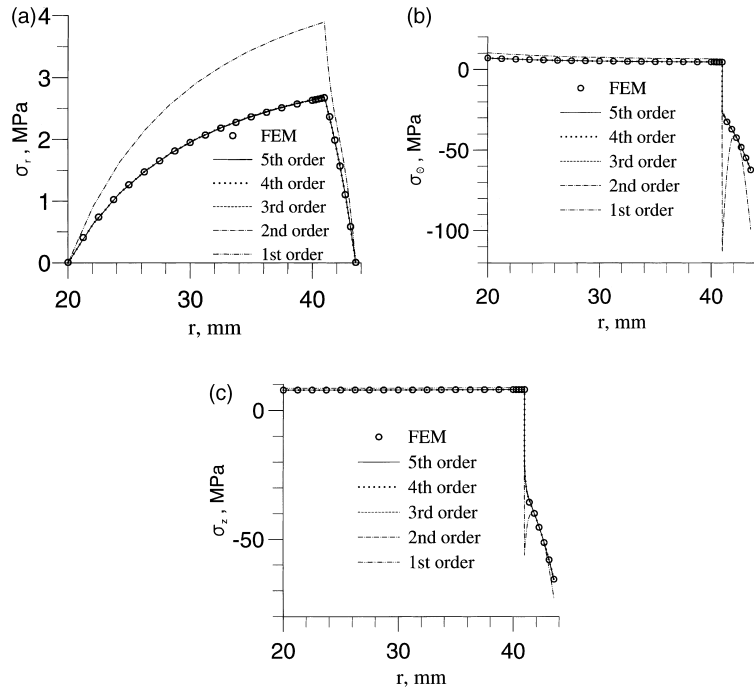 (a)
4
3
2
1
0
σr , MPa
FEM
5th order
4th order
3rd order
2nd order
1st order
20
30
40
r, mm
(b)
0
-50
-100
σΘ, MPa
FEM
5th order
4th order
3rd order
2nd order
1st order
20
30
40
r, mm
(c)
0
-50
σz , MPa
FEM
5th order
4th order
3rd order
2nd order
1st order
20
30
40
r, mm